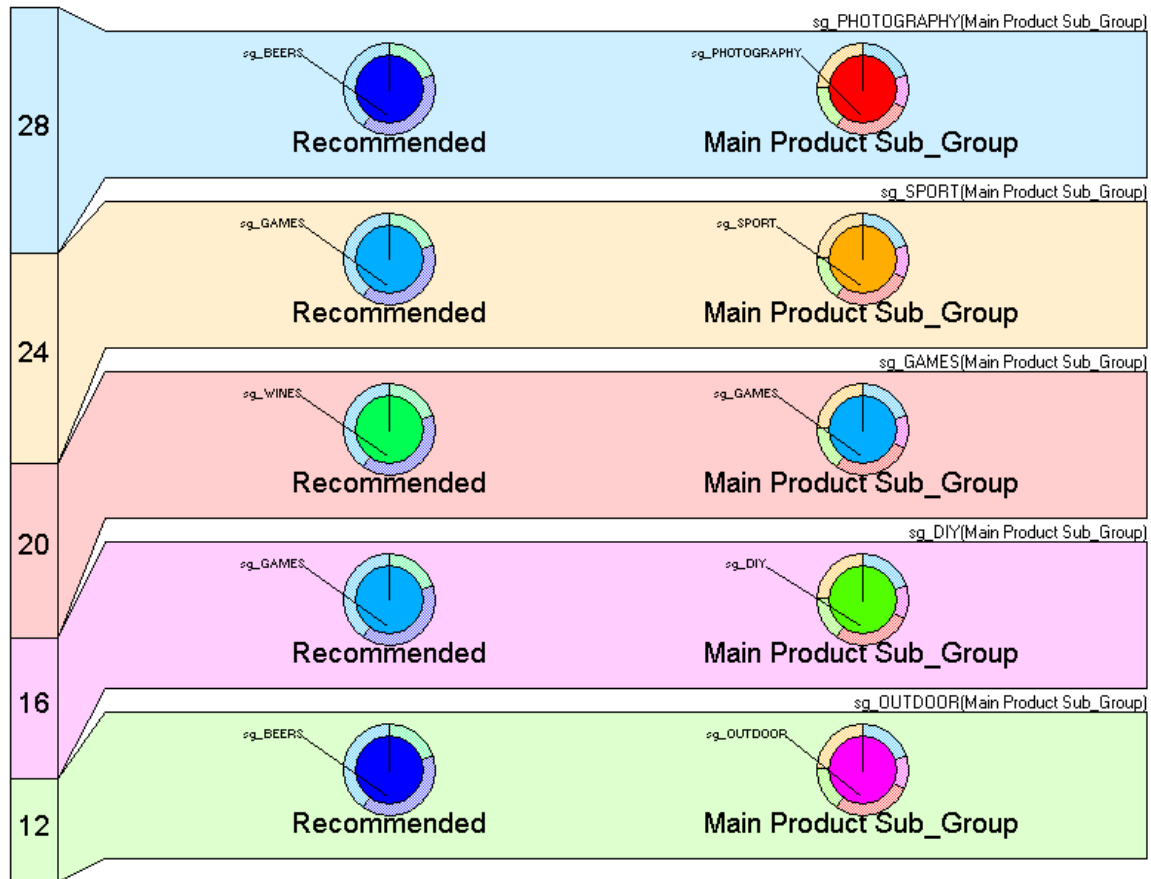 sg_PHOTOGRAPHY(Main Product Sub_Group)
28
sg_BEERS
sg_PHOTOGRAPHY
Recommended
Main Product Sub_Group
sg_SPORT(Main Product Sub_Group)
24
sg_GAMES
sg_SPORT
Recommended
Main Product Sub_Group
sg_GAMES(Main Product Sub_Group)
20
sg_WINES
sg_GAMES
Recommended
Main Product Sub_Group
sg_DIY(Main Product Sub_Group)
16
sg_GAMES
sg_DIY
Recommended
Main Product Sub_Group
sg_OUTDOOR(Main Product Sub_Group)
12
sg_BEERS
sg_OUTDOOR
Recommended
Main Product Sub_Group